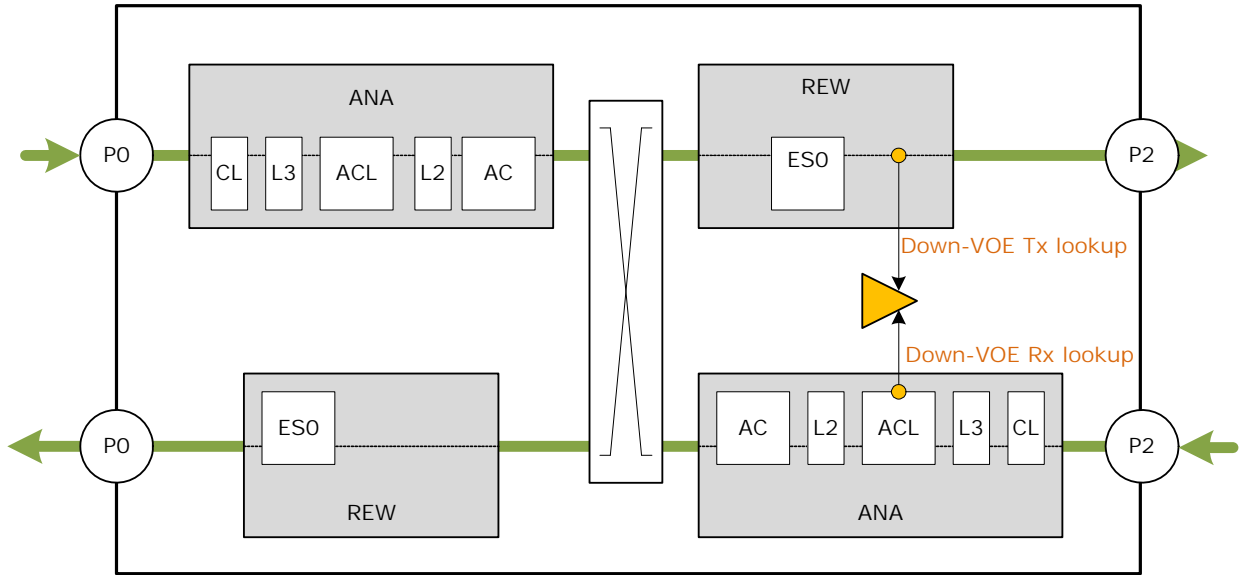 ANA
REW
P0
CL
L3
ACL
L2
AC
ES0
P2
Down-VOE Tx lookup
Down-VOE Rx lookup
P0
ES0
AC
L2
ACL
L3
CL
P2
REW
ANA